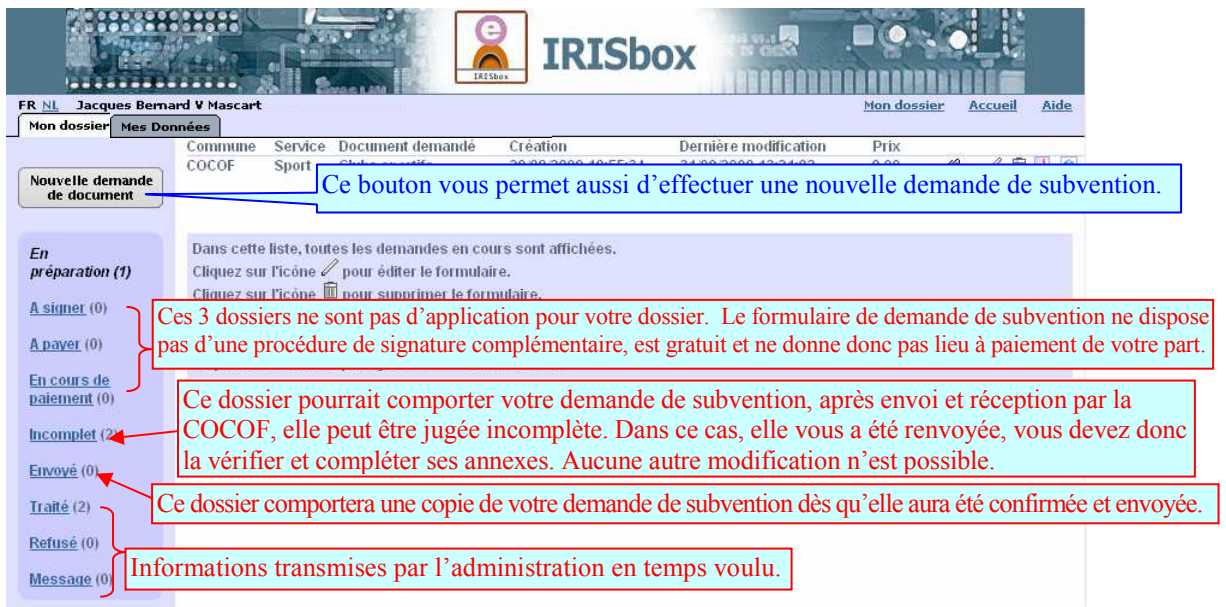 IRISbox
IRISbox
FR NL Jacques Bernard V Mascart
Mon dossier Accueil Aide
Mon dossier Mes Données
Commune Service Document demandé Création Dernière modification Prix
COCOF Sport
Nouvelle demande
de document
Ce bouton vous permet aussi d’effectuer une nouvelle demande de subvention.
En
préparation (1)
A signer (0)
A payer (0)
En cours de
paiement (0)
Incomplet (2)
Envoyé (0)
Traité (2)
Refusé (0)
Message (0)
Dans cette liste, toutes les demandes en cours sont affichées.
Cliquez sur l'icône pour éditer le formulaire.
Cliquez sur l'icône pour supprimer le formulaire.
Ces 3 dossiers ne sont pas d’application pour votre dossier. Le formulaire de demande de subvention ne dispose
pas d’une procédure de signature complémentaire, est gratuit et ne donne donc pas lieu à paiement de votre part.
Ce dossier pourrait comporter votre demande de subvention, après envoi et réception par la
COCOF, elle peut être jugée incomplète. Dans ce cas, elle vous a été renvoyée, vous devez donc
la vérifier et compléter ses annexes. Aucune autre modification n’est possible.
Ce dossier comportera une copie de votre demande de subvention dès qu’elle aura été confirmée et envoyée.
Informations transmises par l’administration en temps voulu.